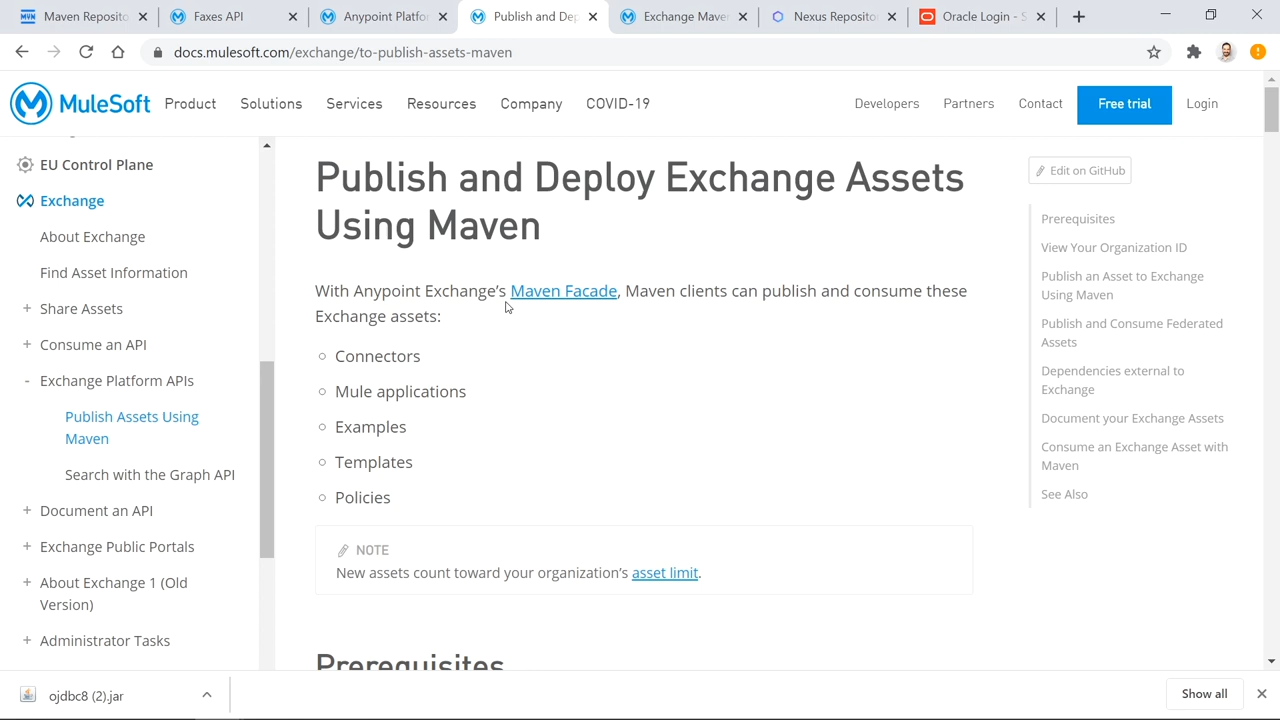 Maven Reposito
Faxes API
Anypoint Platfo
Publish and Dep
Exchange Maven
Nexus Reposito
Oracle Login - S
docs.mulesoft.com/exchange/to-publish-assets-maven
MuleSoft
Product
Solutions
Services
Resources
Company
COVID-19
Developers
Partners
Contact
Free trial
Login
EU Control Plane
Exchange
About Exchange
Find Asset Information
+ Share Assets
+ Consume an API
- Exchange Platform APIs
Publish Assets Using
Maven
Search with the Graph API
+ Document an API
+ Exchange Public Portals
+ About Exchange 1 (Old
Version)
+ Administrator Tasks
Publish and Deploy Exchange Assets
Using Maven
With Anypoint Exchange's Maven Facade, Maven clients can publish and consume these
Exchange assets:
Connectors
Mule applications
Examples
Templates
Policies
NOTE
New assets count toward your organization's asset limit.
Prerequisites
Edit on GitHub
Prerequisites
View Your Organization ID
Publish an Asset to Exchange
Using Maven
Publish and Consume Federated
Assets
Dependencies external to
Exchange
Document your Exchange Assets
Consume an Exchange Asset with
Maven
See Also
ojdbc8 (2).jar
Show all